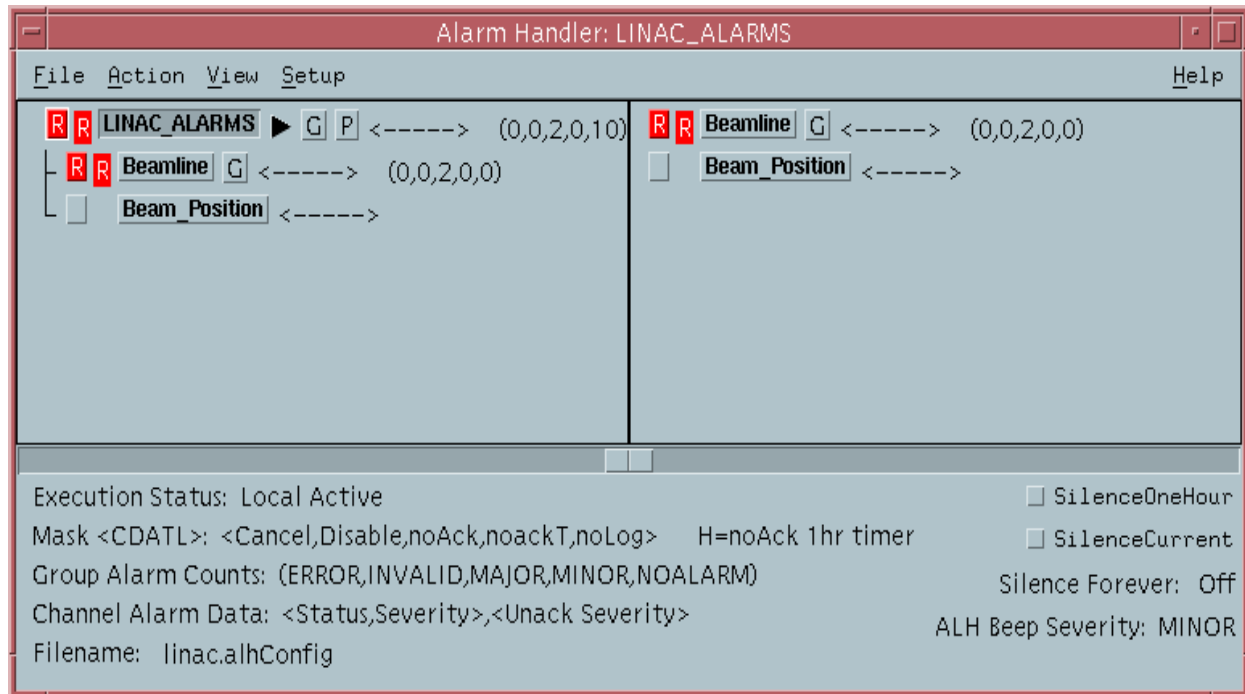 Alarm Handler: LINAC_ALARMS
File Action View Setup Help
R R LINAC_ALARMS G P <-----> (0,0,2,0,10)
R R Beamline G <-----> (0,0,2,0,0)
Beam_Position <----->
R R Beamline G <-----> (0,0,2,0,0)
Beam_Position <----->
Execution Status: Local Active
Mask <CDATL>: <Cancel,Disable,noAck,noackT,noLog> H=noAck 1hr timer
Group Alarm Counts: (ERROR,INVALID,MAJOR,MINOR,NOALARM)
Channel Alarm Data: <Status,Severity>,<Unack Severity>
Filename: linac.alhConfig
SilenceOneHour
SilenceCurrent
Silence Forever: Off
ALH Beep Severity: MINOR